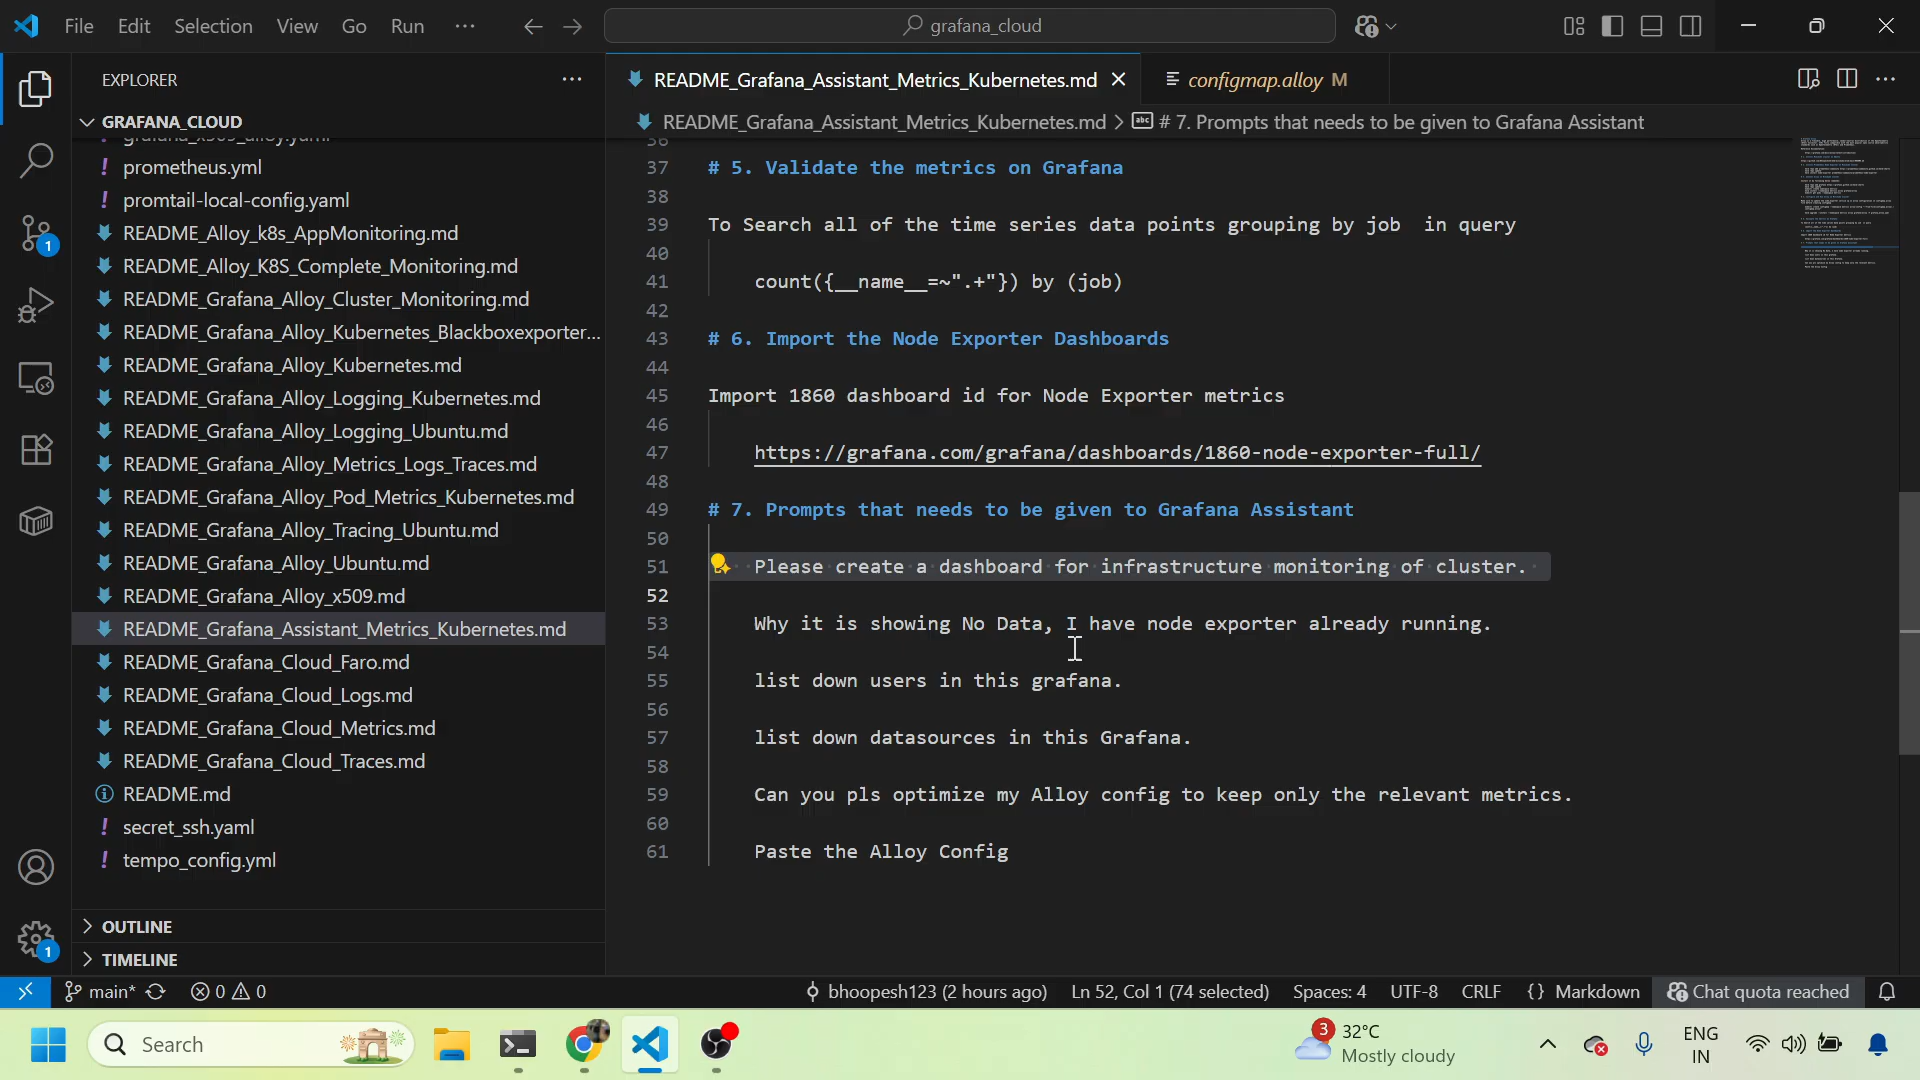 File Edit Selection View Go Run ··· grafana_cloud
EXPLORER ···
GRAFANA_CLOUD
grafana_x509_alloy.yaml
! prometheus.yml
! promtail-local-config.yaml
README_Alloy_k8s_AppMonitoring.md
README_Alloy_K8S_Complete_Monitoring.md
README_Grafana_Alloy_Cluster_Monitoring.md
README_Grafana_Alloy_Kubernetes_Blackboxexporter...
README_Grafana_Alloy_Kubernetes.md
README_Grafana_Alloy_Logging_Kubernetes.md
README_Grafana_Alloy_Logging_Ubuntu.md
README_Grafana_Alloy_Metrics_Logs_Traces.md
README_Grafana_Alloy_Pod_Metrics_Kubernetes.md
README_Grafana_Alloy_Tracing_Ubuntu.md
README_Grafana_Alloy_Ubuntu.md
README_Grafana_Alloy_x509.md
README_Grafana_Assistant_Metrics_Kubernetes.md
README_Grafana_Cloud_Faro.md
README_Grafana_Cloud_Logs.md
README_Grafana_Cloud_Metrics.md
README_Grafana_Cloud_Traces.md
README.md
! secret_ssh.yaml
! tempo_config.yml
OUTLINE
TIMELINE
1
1
README_Grafana_Assistant_Metrics_Kubernetes.md configmap.alloy M
README_Grafana_Assistant_Metrics_Kubernetes.md > abc # 7. Prompts that needs to be given to Grafana Assistant
36
37 # 5. Validate the metrics on Grafana
38
39 To Search all of the time series data points grouping by job  in query
40
41 count({__name__=~".+"}) by (job)
42
43 # 6. Import the Node Exporter Dashboards
44
45 Import 1860 dashboard id for Node Exporter metrics
46
47 https://grafana.com/grafana/dashboards/1860-node-exporter-full/
48
49 # 7. Prompts that needs to be given to Grafana Assistant
50
51 Please create a dashboard for infrastructure monitoring of cluster.
52
53 Why it is showing No Data, I have node exporter already running.
54
55 list down users in this grafana.
56
57 list down datasources in this Grafana.
58
59 Can you pls optimize my Alloy config to keep only the relevant metrics.
60
61 Paste the Alloy Config
main* 0 0 bhoopesh123 (2 hours ago) Ln 52, Col 1 (74 selected) Spaces: 4 UTF-8 CRLF {} Markdown Chat quota reached
Search 3 32°C ENG
Mostly cloudy IN